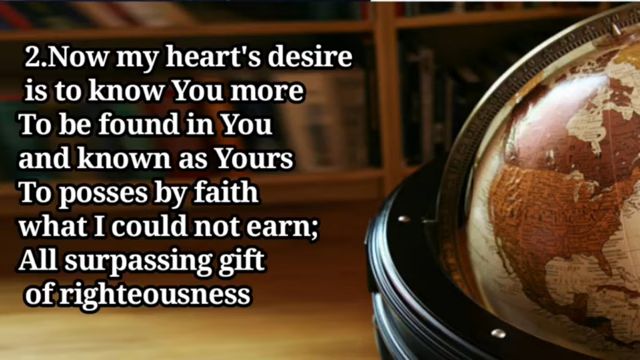 2.Now my heart's desire
is to know You more
To be found in You
and known as Yours
To posses by faith
what I could not earn;
All surpassing gift
of righteousness